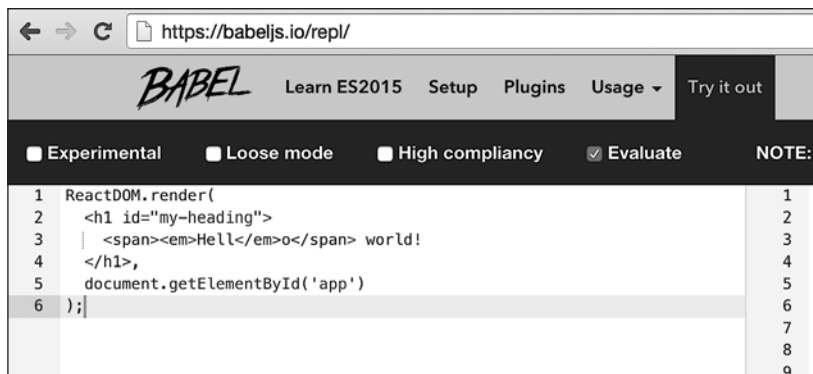 https://babeljs.io/repl/
BABEL Learn ES2015 Setup Plugins Usage Try it out
Experimental Loose mode High compliancy Evaluate NOTE:
1 ReactDOM.render( 1
2 <h1 id="my-heading"> 2
3 <span><em>Hell</em>o</span> world! 3
4 </h1>, 4
5 document.getElementById('app') 5
6 ); 6
7
8
9